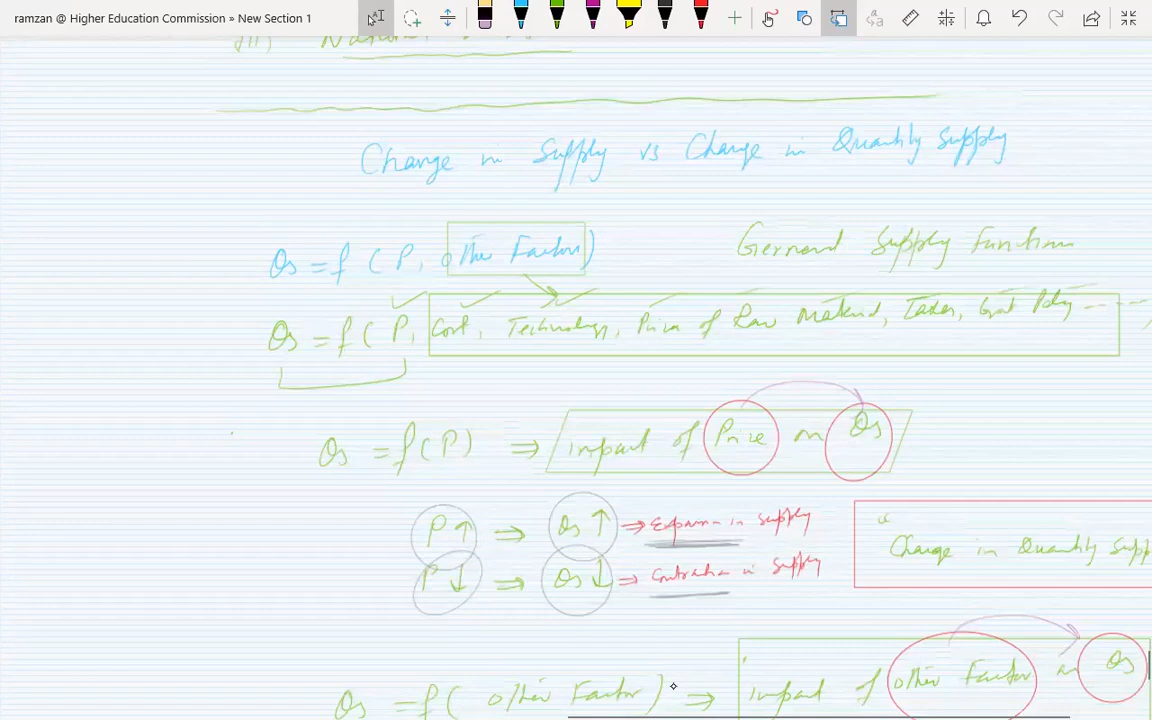 ramzan @ Higher Education Commission » New Section 1
Change in Supply vs Change in Quantity Supply
Qs = f ( P, other Factors)
General Supply Function
Qs = f ( P, Cost, Technology, Price of Raw Material, Taxes, Govt Policy - - - -
Qs = f ( P ) ⇒ impact of Price on Qs
P ↑ ⇒ Qs ↑ ⇒ Expansion in Supply
P ↓ ⇒ Qs ↓ ⇒ Contraction in Supply
Change in Quantity Supp
Qs = f ( other Factor ) ⇒ impact of other Factor on Qs